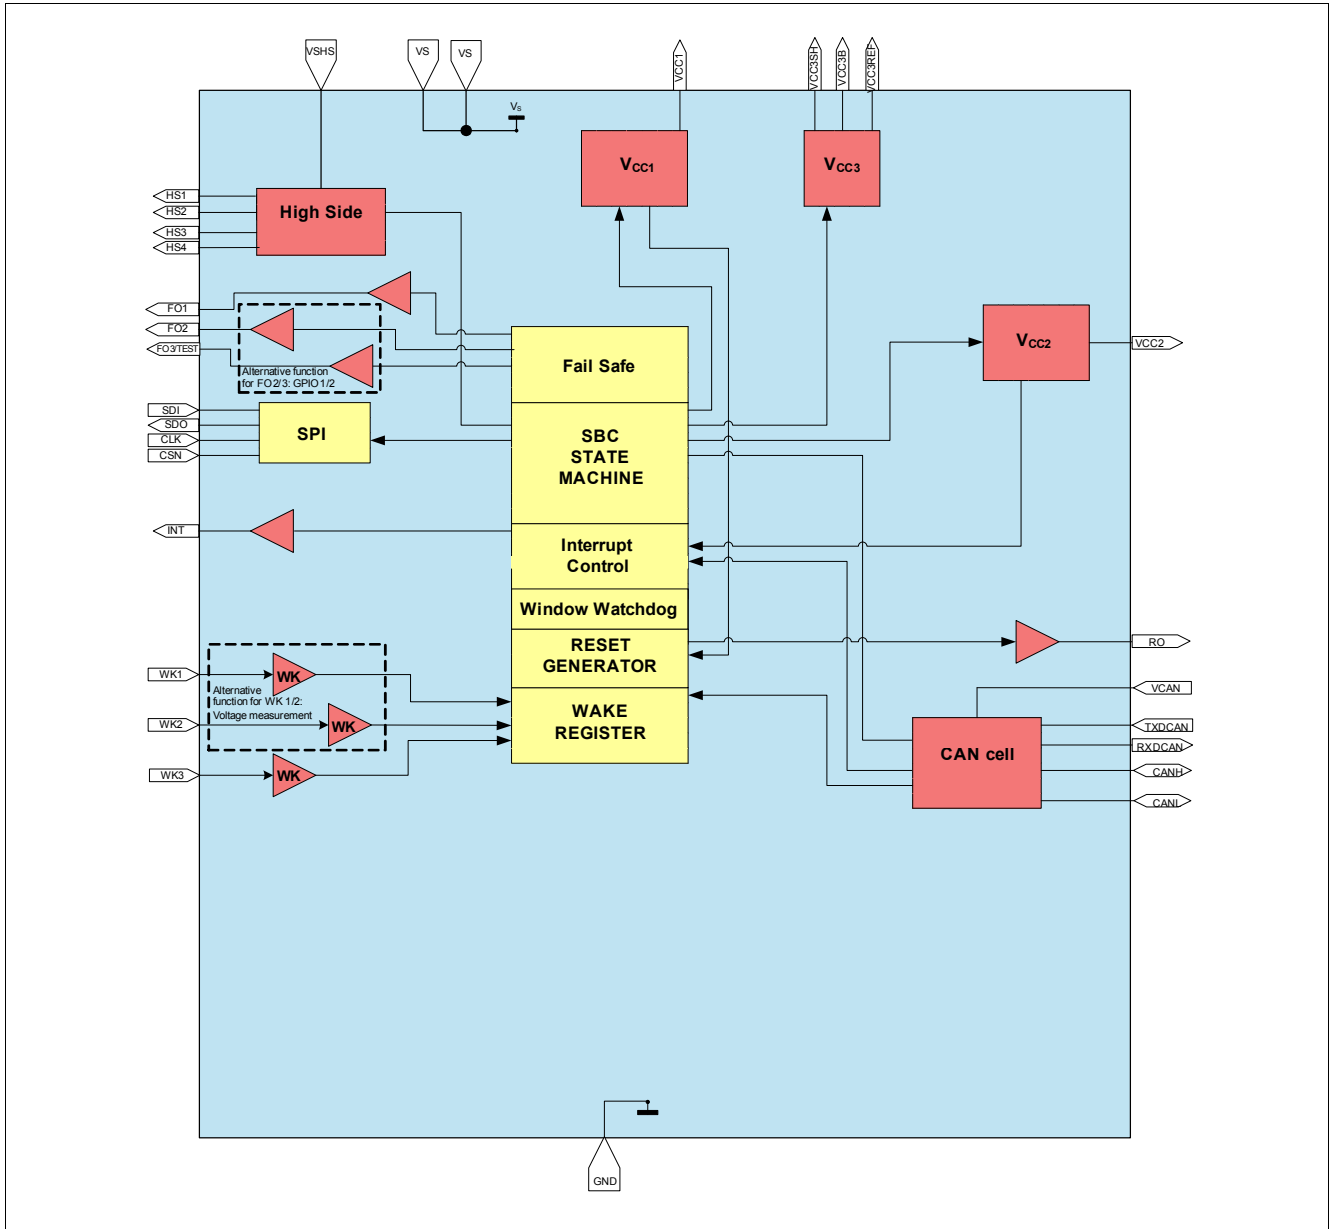 VSHS
VS
VS
VCC1
VCC3SH
VCC3B
VCC3REF
VS
VCC1
VCC3
HS1
HS2
HS3
HS4
High Side
FO1
FO2
FO3/TEST
Alternative function
for FO2/3: GPIO1/2
Fail Safe
VCC2
VCC2
SDI
SDO
CLK
CSN
SPI
SBC
STATE
MACHINE
INT
Interrupt
Control
Window Watchdog
RESET
GENERATOR
RO
WK1
WK
Alternative
function for WK 1/2:
Voltage measurement
WK2
WK
WK3
WK
WAKE
REGISTER
VCAN
TXDCAN
RXDCAN
CANH
CANL
CAN cell
GND